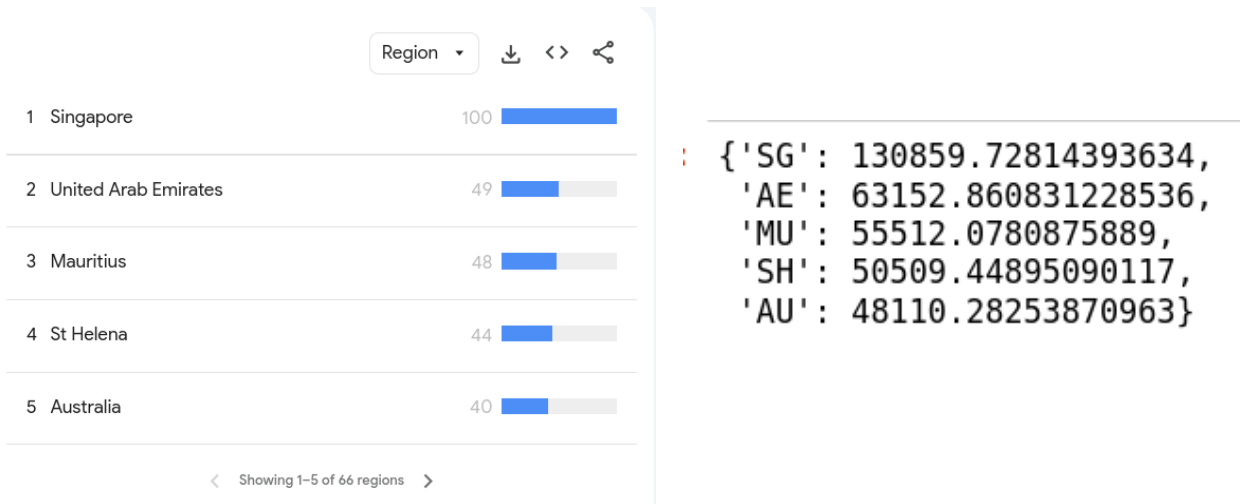 Region
1 Singapore 100
2 United Arab Emirates 49
3 Mauritius 48
4 St Helena 44
5 Australia 40
Showing 1–5 of 66 regions
: {'SG': 130859.72814393634,
'AE': 63152.860831228536,
'MU': 55512.0780875889,
'SH': 50509.44895090117,
'AU': 48110.28253870963}